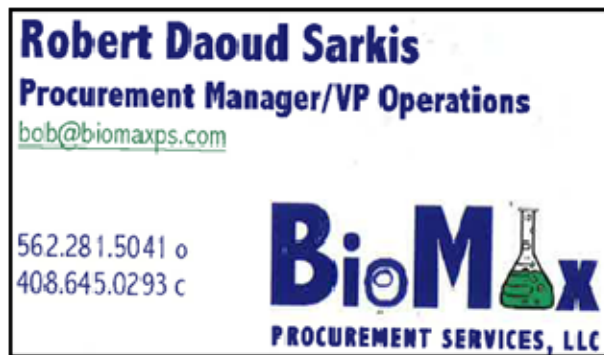 Robert Daoud Sarkis
Procurement Manager/VP Operations
bob@biomaxps.com
562.281.5041 o
408.645.0293 c
BioMax
PROCUREMENT SERVICES, LLC